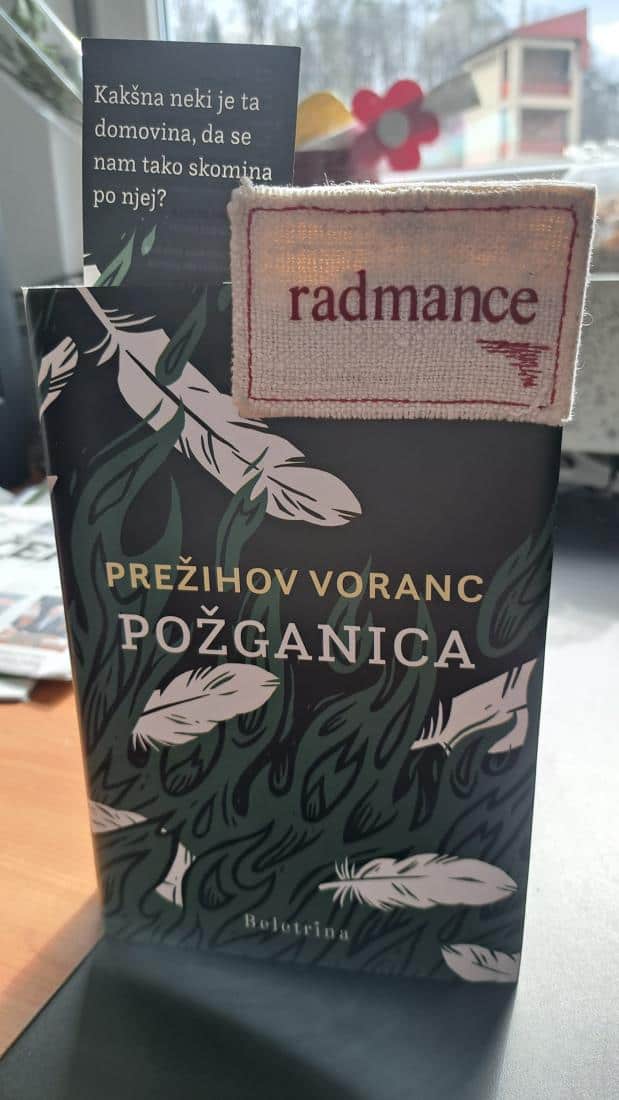 Kakšna neki je ta
domovina, da se
nam tako skomina
po njej?
radmance
PREŽIHOV VORANC
POŽGANICA
Beletrina